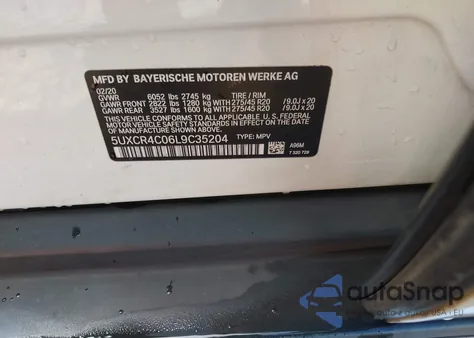 MFD BY BAYERISCHE MOTOREN WERKE AG
02/20
GVWR 6052 lbs 2745 kg TIRE / RIM
GAWR FRONT 2822 lbs 1280 kg WITH 275/45 R20 /9.0J x 20
GAWR REAR 3527 lbs 1600 kg WITH 275/45 R20 /9.0J x 20
THIS VEHICLE CONFORMS TO ALL APPLICABLE U.S. FEDERAL
MOTOR VEHICLE SAFETY STANDARDS IN EFFECT ON THE DATE OF
MANUFACTURE SHOWN ABOVE.
5UXCR4C06L9C35204 TYPE: MPV
A96M
autoSnap